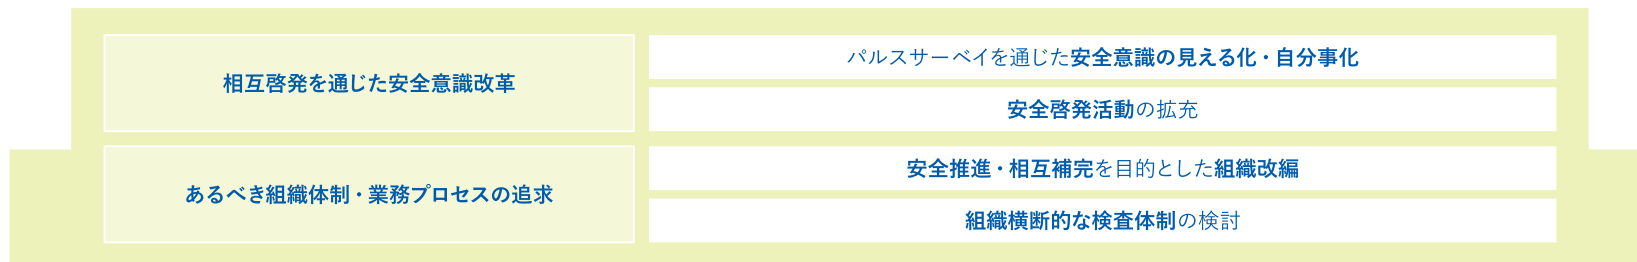 相互啓発を通じた安全意識改革
パルスサーベイを通じた安全意識の見える化・自分事化
安全啓発活動の拡充
あるべき組織体制・業務プロセスの追求
安全推進・相互補完を目的とした組織改編
組織横断的な検査体制の検討